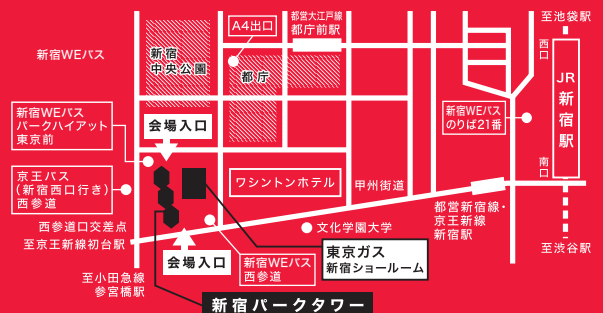 至池袋駅
都営大江戸線
都庁前駅
A4出口
新宿WEバス
新宿
中央公園
都庁
西口
JR
新宿駅
新宿WEバス
パークハイアット
東京前
会場入口
新宿WEバス
のりば21番
南口
京王バス
(新宿西口行き)
西参道
ワシントンホテル
甲州街道
都営新宿線・
京王新線
新宿駅
西参道口交差点
至京王新線初台駅
文化学園大学
至渋谷駅
会場入口
新宿WEバス
西参道
東京ガス
新宿ショールーム
至小田急線
参宮橋駅
新宿パークタワー